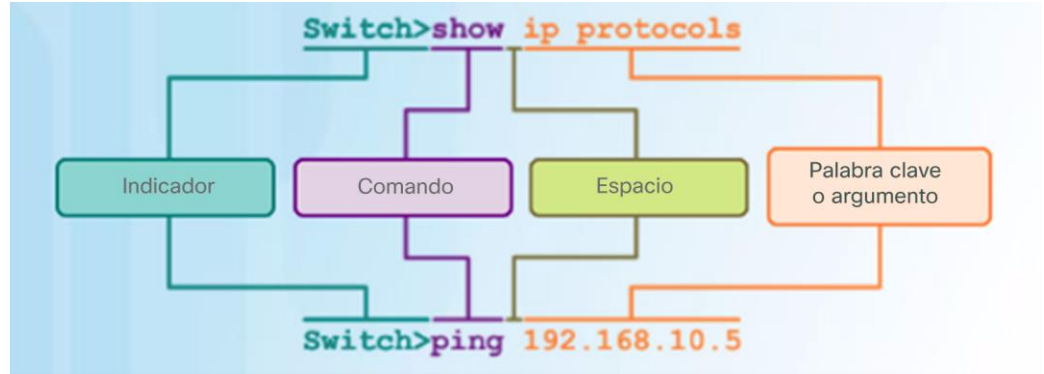 Switch>show ip protocols
Indicador
Comando
Espacio
Palabra clave
o argumento
Switch>ping 192.168.10.5